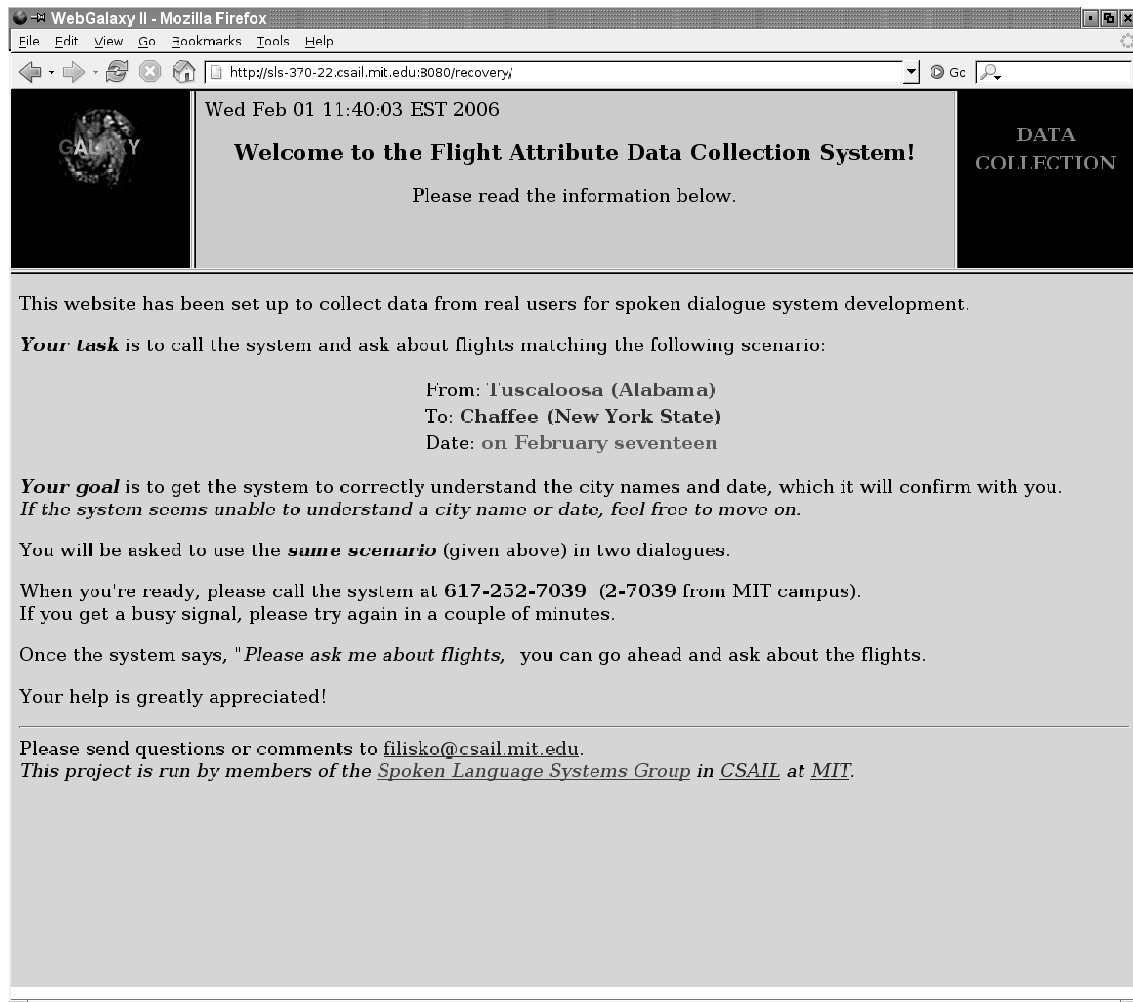 WebGalaxy II - Mozilla Firefox
File Edit View Go Bookmarks Tools Help
http://sls-370-22.csail.mit.edu:8080/recovery/ Go
GALAXY
Wed Feb 01 11:40:03 EST 2006
Welcome to the Flight Attribute Data Collection System!
Please read the information below.
DATA
COLLECTION
This website has been set up to collect data from real users for spoken dialogue system development.
Your task is to call the system and ask about flights matching the following scenario:
From: Tuscaloosa (Alabama)
To: Chaffee (New York State)
Date: on February seventeen
Your goal is to get the system to correctly understand the city names and date, which it will confirm with you.
If the system seems unable to understand a city name or date, feel free to move on.
You will be asked to use the same scenario (given above) in two dialogues.
When you're ready, please call the system at 617-252-7039 (2-7039 from MIT campus).
If you get a busy signal, please try again in a couple of minutes.
Once the system says, "Please ask me about flights, you can go ahead and ask about the flights.
Your help is greatly appreciated!
Please send questions or comments to filisko@csail.mit.edu.
This project is run by members of the Spoken Language Systems Group in CSAIL at MIT.